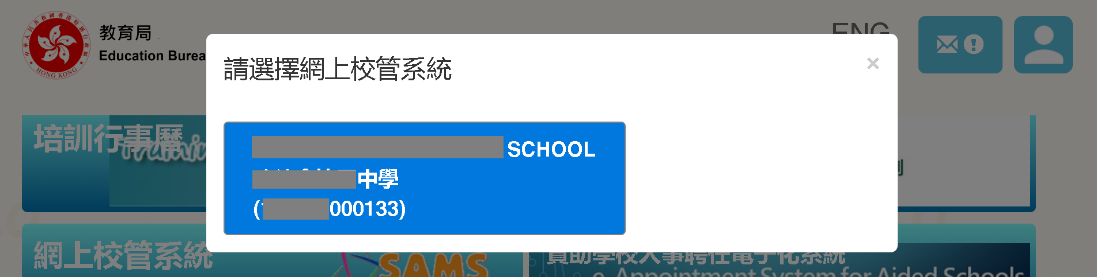 教育局
Education Burea
ENG
請選擇網上校管系統
×
SCHOOL
中學
000133)
培訓行事曆
網上校管系統
SAMS
資助學校人事聘任電子化系統
e-Appointment System for Aided Schools